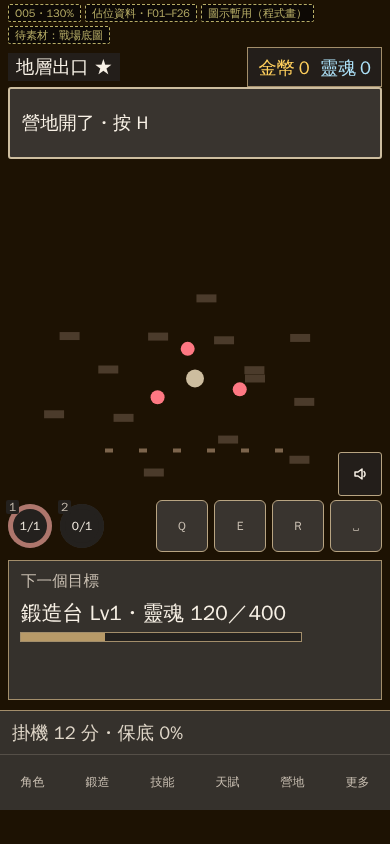 005・130% 佔位資料・F01–F26 圖示暫用（程式畫）
待素材：戰場底圖
地層出口 ★ 金幣 0 靈魂 0
營地開了・按 H
1 1/1 2 0/1 Q E R ⎵
下一個目標
鍛造台 Lv1・靈魂 120／400
掛機 12 分・保底 0%
角色 鍛造 技能 天賦 營地 更多